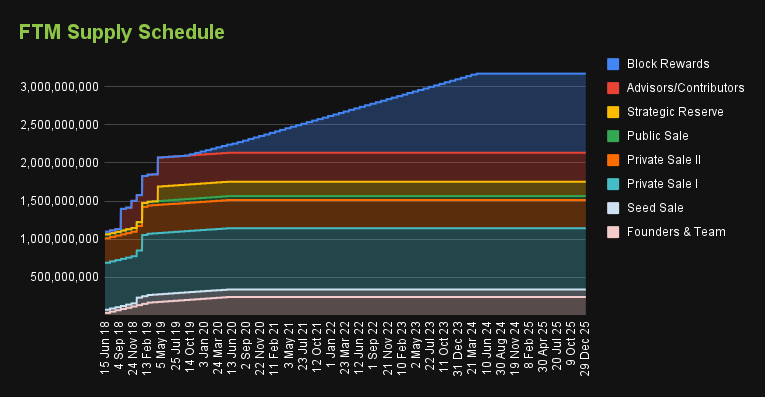 FTM Supply Schedule
3,000,000,000
2,500,000,000
2,000,000,000
1,500,000,000
1,000,000,000
500,000,000
Block Rewards
Advisors/Contributors
Strategic Reserve
Public Sale
Private Sale II
Private Sale I
Seed Sale
Founders & Team
15 Jun 18
4 Sep 18
24 Nov 18
13 Feb 19
5 May 19
25 Jul 19
14 Oct 19
3 Jan 20
24 Mar 20
13 Jun 20
2 Sep 20
22 Nov 20
11 Feb 21
3 May 21
23 Jul 21
12 Oct 21
1 Jan 22
23 Mar 22
12 Jun 22
1 Sep 22
21 Nov 22
10 Feb 23
2 May 23
22 Jul 23
11 Oct 23
31 Dec 23
21 Mar 24
10 Jun 24
30 Aug 24
19 Nov 24
8 Feb 25
30 Apr 25
20 Jul 25
9 Oct 25
29 Dec 25